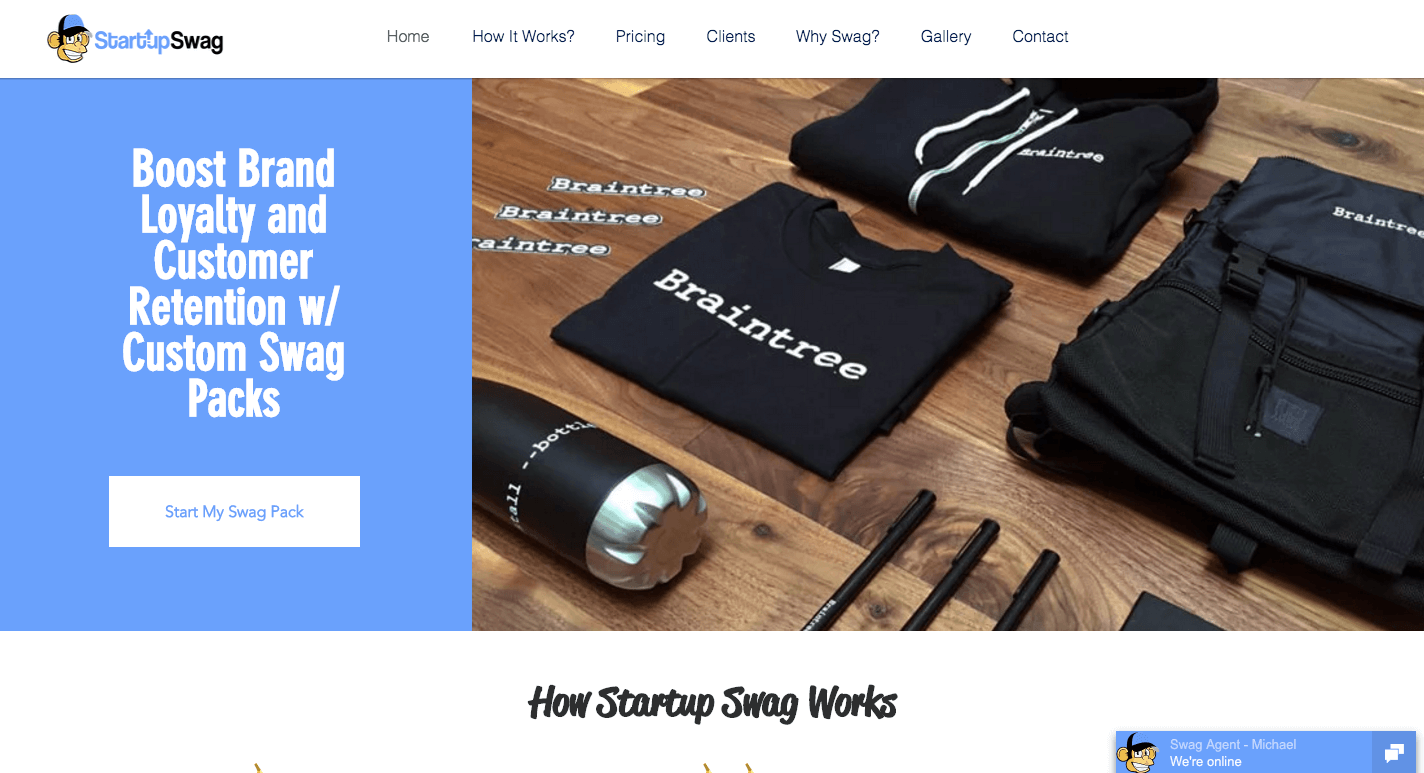 StartupSwag
Home
How It Works?
Pricing
Clients
Why Swag?
Gallery
Contact
Boost Brand
Loyalty and
Customer
Retention w/
Custom Swag
Packs
Start My Swag Pack
Braintree
Braintree
Braintree
raintree
Braintree
Braintree
call --bottle
Braintree
How Startup Swag Works
Swag Agent - Michael
We're online